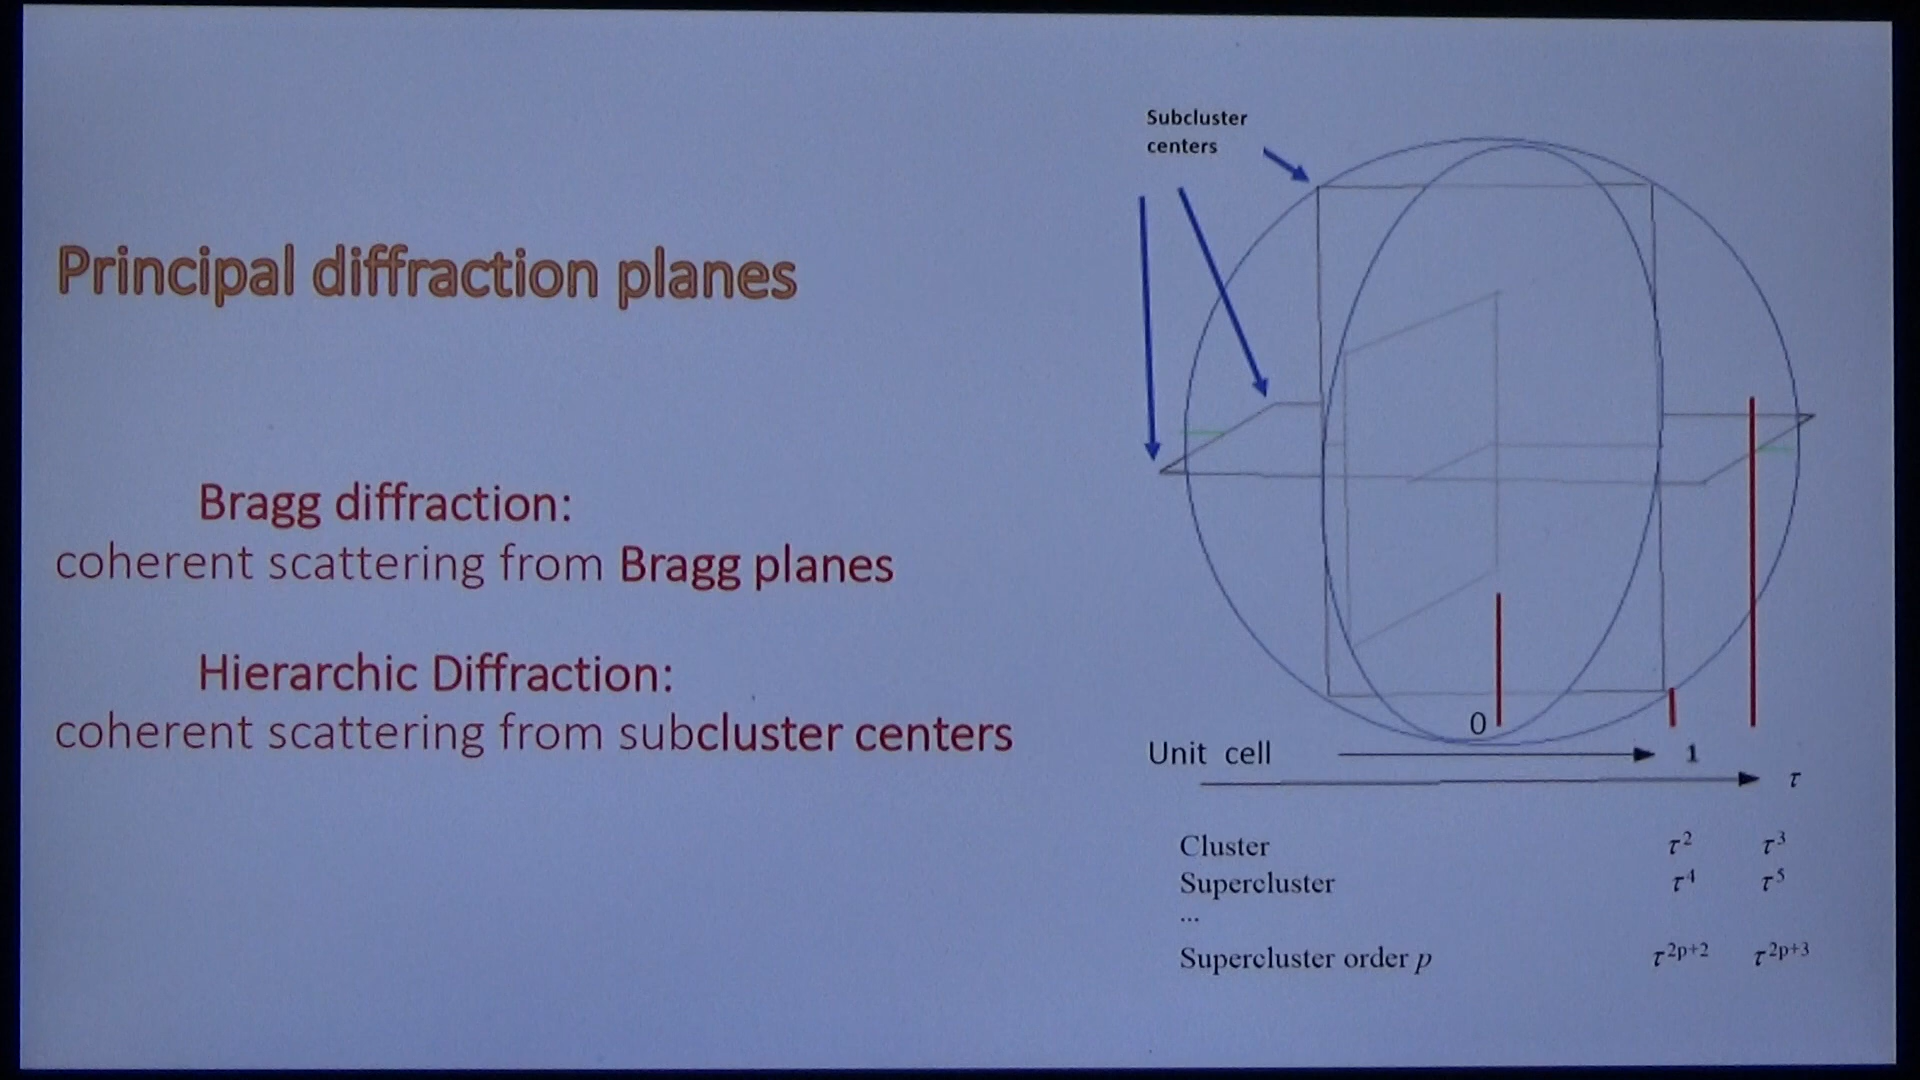 Principal diffraction planes
Bragg diffraction:
coherent scattering from Bragg planes
Hierarchic Diffraction:
coherent scattering from subcluster centers
Subcluster
centers
0
Unit cell 1
τ
Cluster τ² τ³
Supercluster τ⁴ τ⁵
...
Supercluster order p τ²ᵖ⁺² τ²ᵖ⁺³